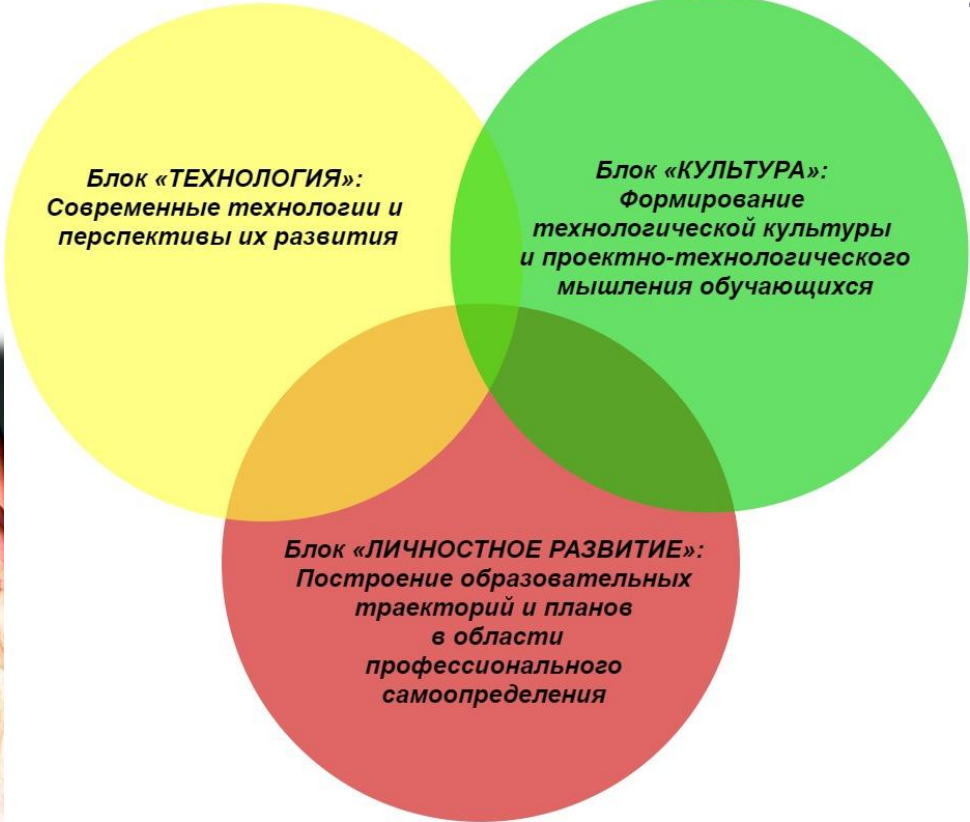 Блок «ТЕХНОЛОГИЯ»:
Современные технологии и
перспективы их развития
Блок «КУЛЬТУРА»:
Формирование
технологической культуры
и проектно-технологического
мышления обучающихся
Блок «ЛИЧНОСТНОЕ РАЗВИТИЕ»:
Построение образовательных
траекторий и планов
в области
профессионального
самоопределения